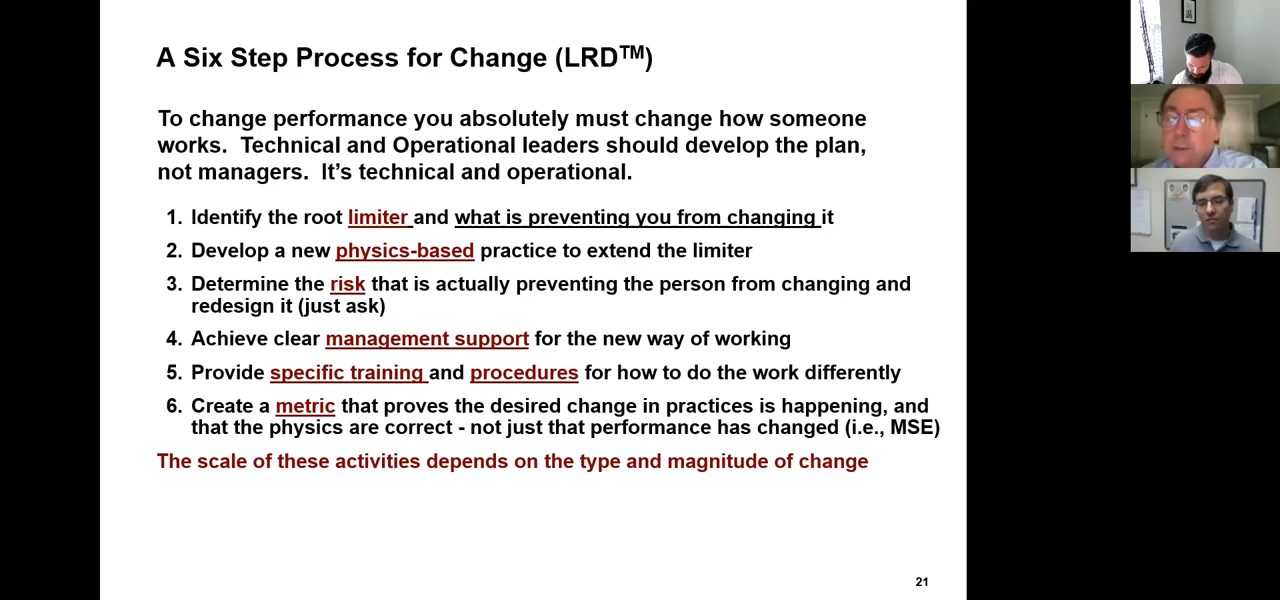 A Six Step Process for Change (LRD™)
To change performance you absolutely must change how someone
works. Technical and Operational leaders should develop the plan,
not managers. It’s technical and operational.
1. Identify the root limiter and what is preventing you from changing it
2. Develop a new physics-based practice to extend the limiter
3. Determine the risk that is actually preventing the person from changing and
redesign it (just ask)
4. Achieve clear management support for the new way of working
5. Provide specific training and procedures for how to do the work differently
6. Create a metric that proves the desired change in practices is happening, and
that the physics are correct - not just that performance has changed (i.e., MSE)
The scale of these activities depends on the type and magnitude of change
21